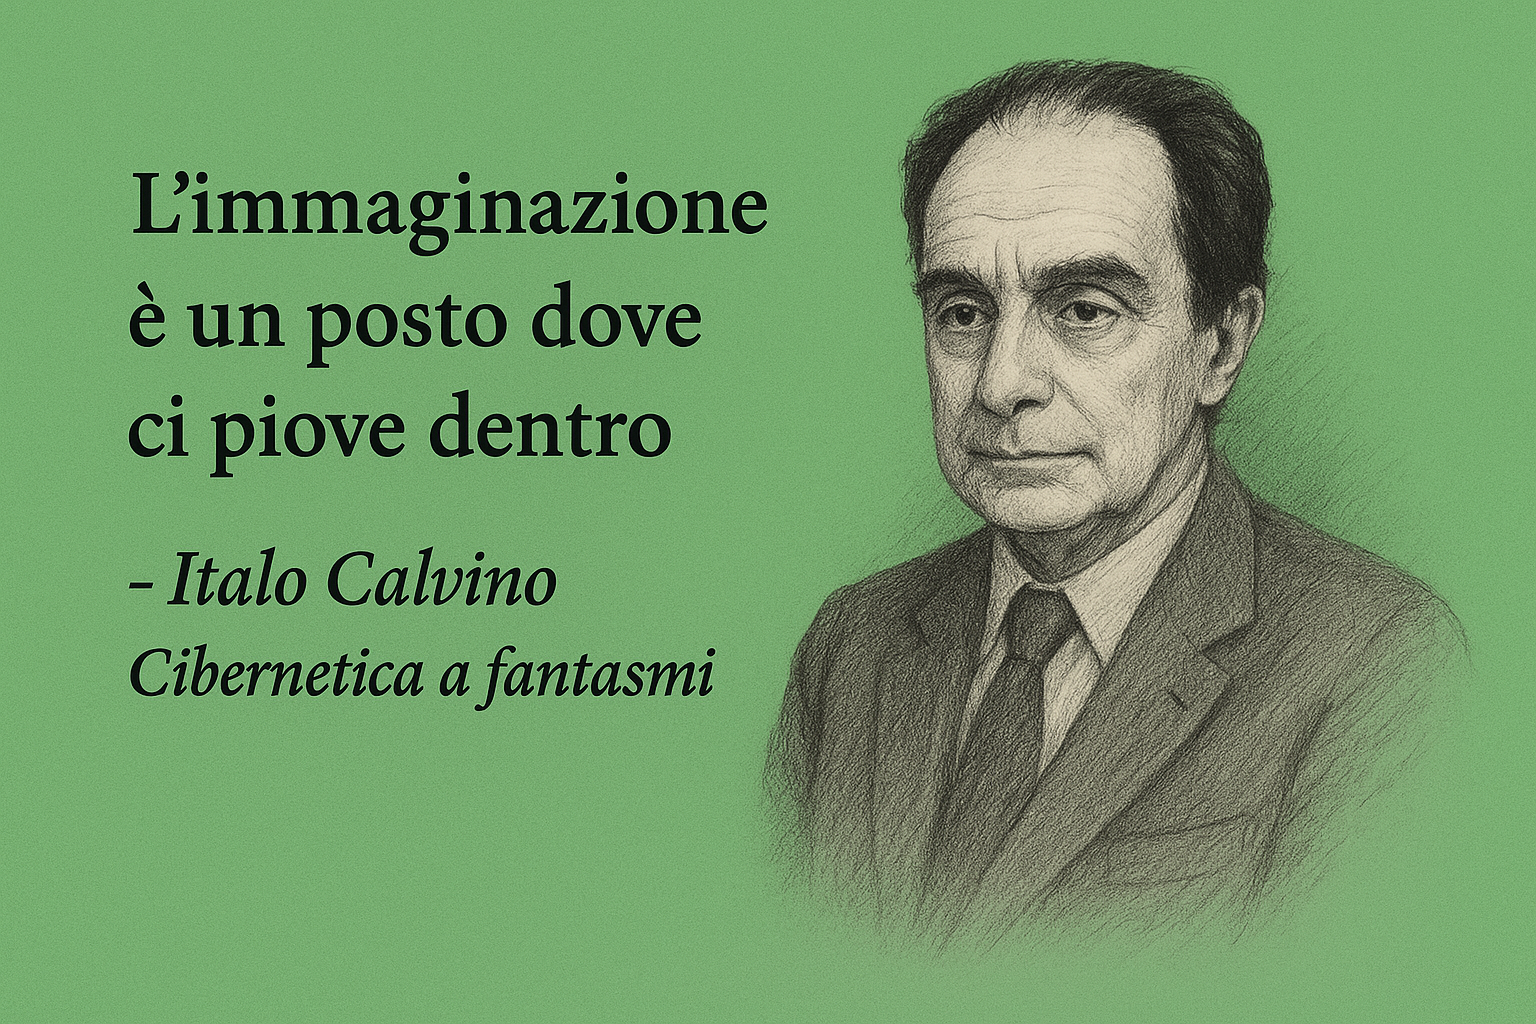 L’immaginazione
è un posto dove
ci piove dentro
– Italo Calvino
Cibernetica a fantasmi